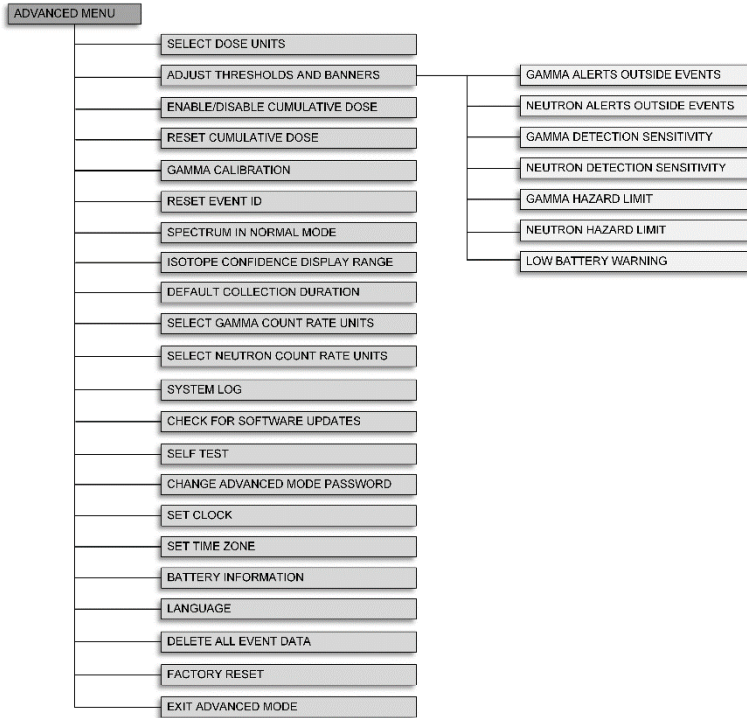 ADVANCED MENU
SELECT DOSE UNITS
ADJUST THRESHOLDS AND BANNERS
GAMMA ALERTS OUTSIDE EVENTS
NEUTRON ALERTS OUTSIDE EVENTS
GAMMA DETECTION SENSITIVITY
NEUTRON DETECTION SENSITIVITY
GAMMA HAZARD LIMIT
NEUTRON HAZARD LIMIT
LOW BATTERY WARNING
ENABLE/DISABLE CUMULATIVE DOSE
RESET CUMULATIVE DOSE
GAMMA CALIBRATION
RESET EVENT ID
SPECTRUM IN NORMAL MODE
ISOTOPE CONFIDENCE DISPLAY RANGE
DEFAULT COLLECTION DURATION
SELECT GAMMA COUNT RATE UNITS
SELECT NEUTRON COUNT RATE UNITS
SYSTEM LOG
CHECK FOR SOFTWARE UPDATES
SELF TEST
CHANGE ADVANCED MODE PASSWORD
SET CLOCK
SET TIME ZONE
BATTERY INFORMATION
LANGUAGE
DELETE ALL EVENT DATA
FACTORY RESET
EXIT ADVANCED MODE